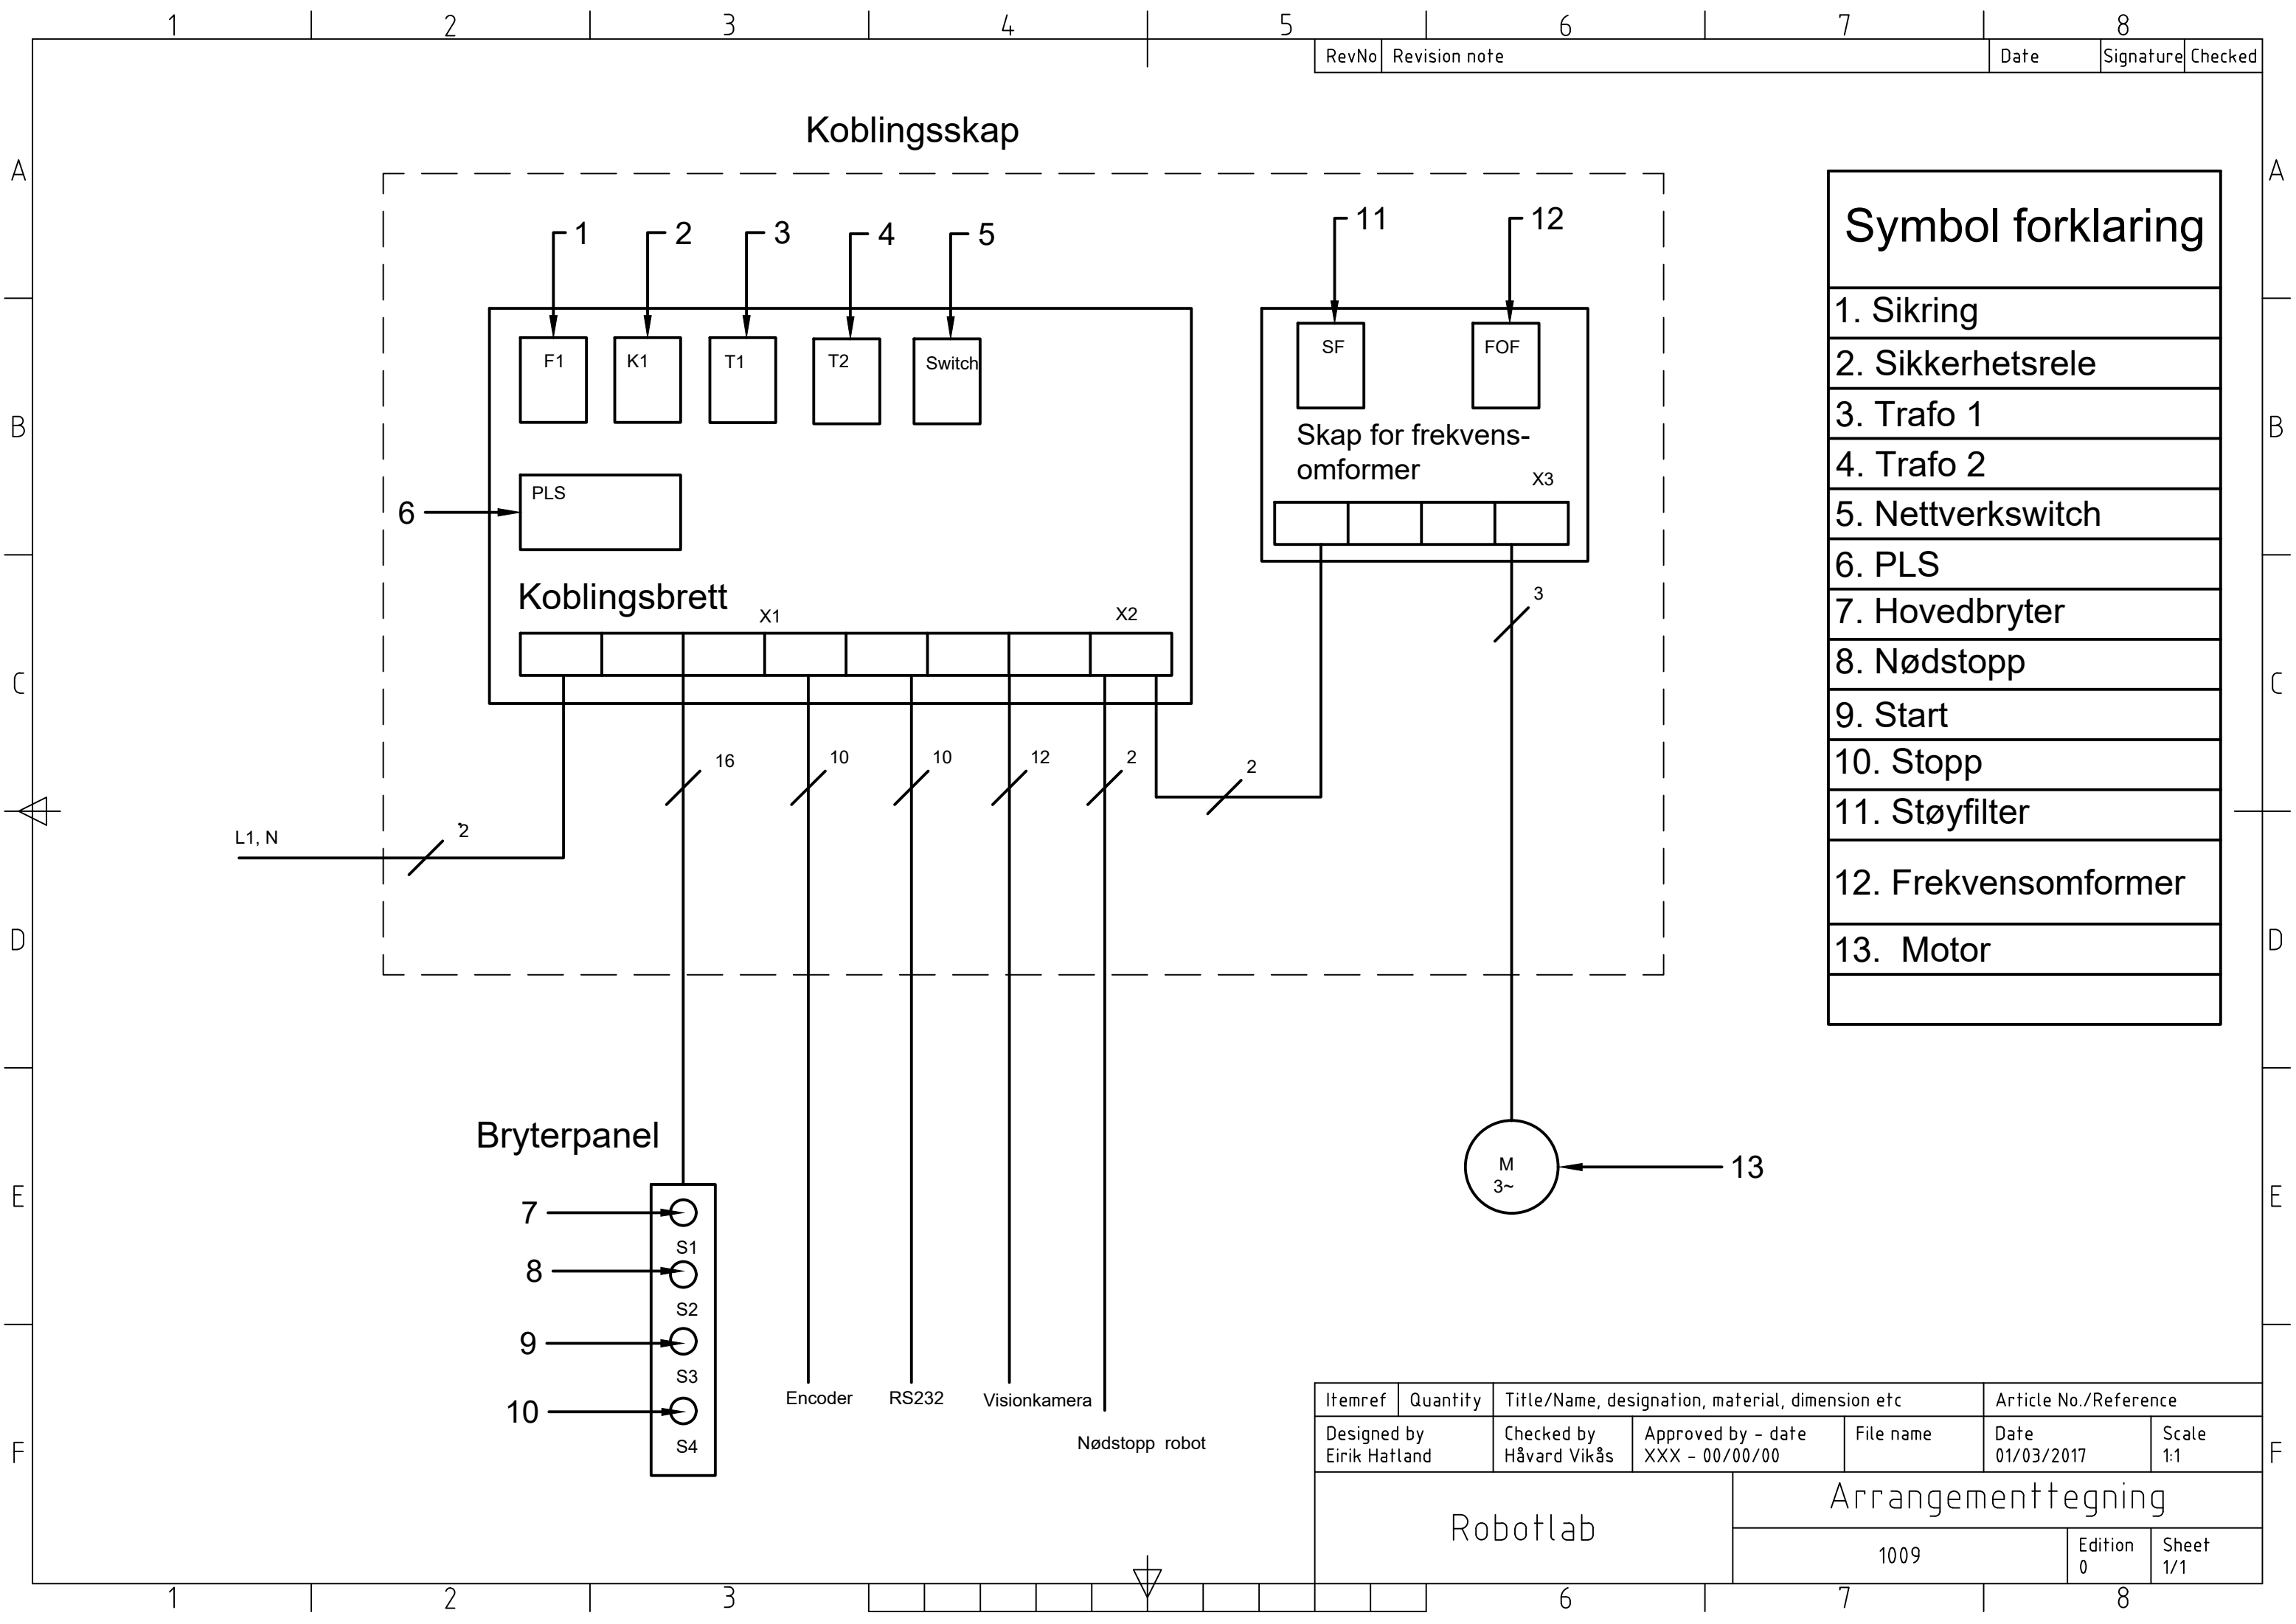 1 2 3 4 5 6 7 8
RevNo Revision note Date Signature Checked
Koblingsskap
A A
1 2 3 4 5 11 12
Symbol forklaring
1. Sikring
2. Sikkerhetsrele
3. Trafo 1
4. Trafo 2
5. Nettverkswitch
6. PLS
7. Hovedbryter
8. Nødstopp
9. Start
10. Stopp
11. Støyfilter
12. Frekvensomformer
13. Motor
F1 K1 T1 T2 Switch
SF FOF
B B
Skap for frekvens-
omformer
X3
PLS
6
Koblingsbrett
X1 X2
3
C C
16 10 10 12 2 2
L1, N
2
D D
Bryterpanel
M
3~
13
E E
7
S1
8
S2
9
S3
10
S4
Encoder RS232 Visionkamera
Nødstopp robot
F F
Itemref Quantity Title/Name, designation, material, dimension etc Article No./Reference
Designed by Checked by Approved by - date File name Date Scale
Eirik Hatland Håvard Vikås XXX - 00/00/00 01/03/2017 1:1
Robotlab
Arrangementtegning
1009
Edition Sheet
0 1/1
1 2 3 6 7 8